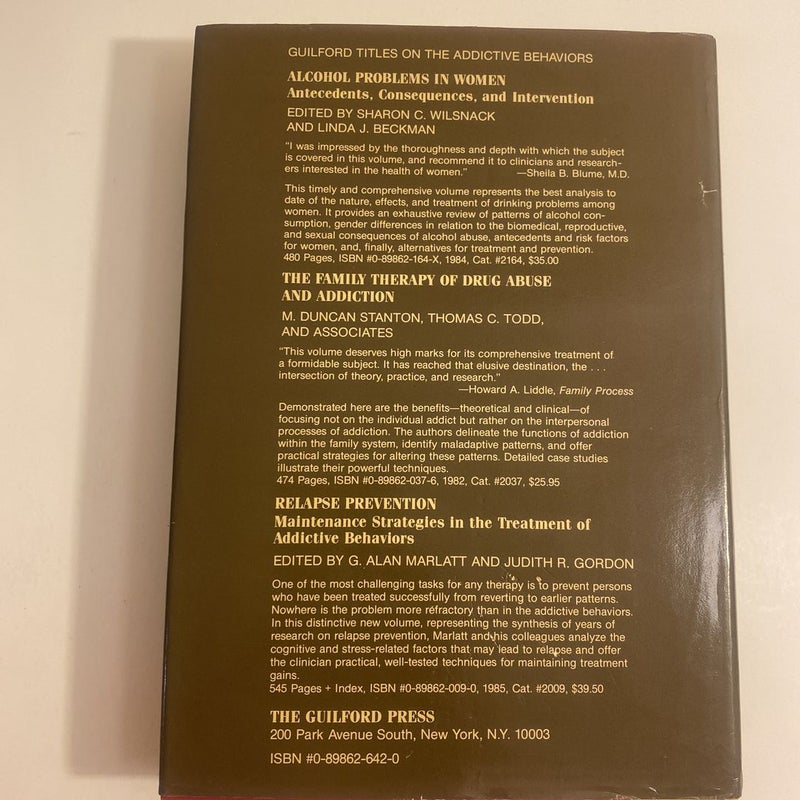 GUILFORD TITLES ON THE ADDICTIVE BEHAVIORS
ALCOHOL PROBLEMS IN WOMEN
Antecedents, Consequences, and Intervention
EDITED BY SHARON C. WILSNACK
AND LINDA J. BECKMAN
"I was impressed by the thoroughness and depth with which the subject
is covered in this volume, and recommend it to clinicians and research-
ers interested in the health of women." —Sheila B. Blume, M.D.
This timely and comprehensive volume represents the best analysis to
date of the nature, effects, and treatment of drinking problems among
women. It provides an exhaustive review of patterns of alcohol con-
sumption, gender differences in relation to the biomedical, reproductive,
and sexual consequences of alcohol abuse, antecedents and risk factors
for women, and, finally, alternatives for treatment and prevention.
480 Pages, ISBN #0-89862-164-X, 1984, Cat. #2164, $35.00
THE FAMILY THERAPY OF DRUG ABUSE
AND ADDICTION
M. DUNCAN STANTON, THOMAS C. TODD,
AND ASSOCIATES
"This volume deserves high marks for its comprehensive treatment of
a formidable subject. It has reached that elusive destination, the . . .
intersection of theory, practice, and research."
—Howard A. Liddle, Family Process
Demonstrated here are the benefits—theoretical and clinical—of
focusing not on the individual addict but rather on the interpersonal
processes of addiction. The authors delineate the functions of addiction
within the family system, identify maladaptive patterns, and offer
practical strategies for altering these patterns. Detailed case studies
illustrate their powerful techniques.
474 Pages, ISBN #0-89862-037-6, 1982, Cat. #2037, $25.95
RELAPSE PREVENTION
Maintenance Strategies in the Treatment of
Addictive Behaviors
EDITED BY G. ALAN MARLATT AND JUDITH R. GORDON
One of the most challenging tasks for any therapy is to prevent persons
who have been treated successfully from reverting to earlier patterns.
Nowhere is the problem more refractory than in the addictive behaviors.
In this distinctive new volume, representing the synthesis of years of
research on relapse prevention, Marlatt and his colleagues analyze the
cognitive and stress-related factors that may lead to relapse and offer
the clinician practical, well-tested techniques for maintaining treatment
gains.
545 Pages + Index, ISBN #0-89862-009-0, 1985, Cat. #2009, $39.50
THE GUILFORD PRESS
200 Park Avenue South, New York, N.Y. 10003
ISBN #0-89862-642-0